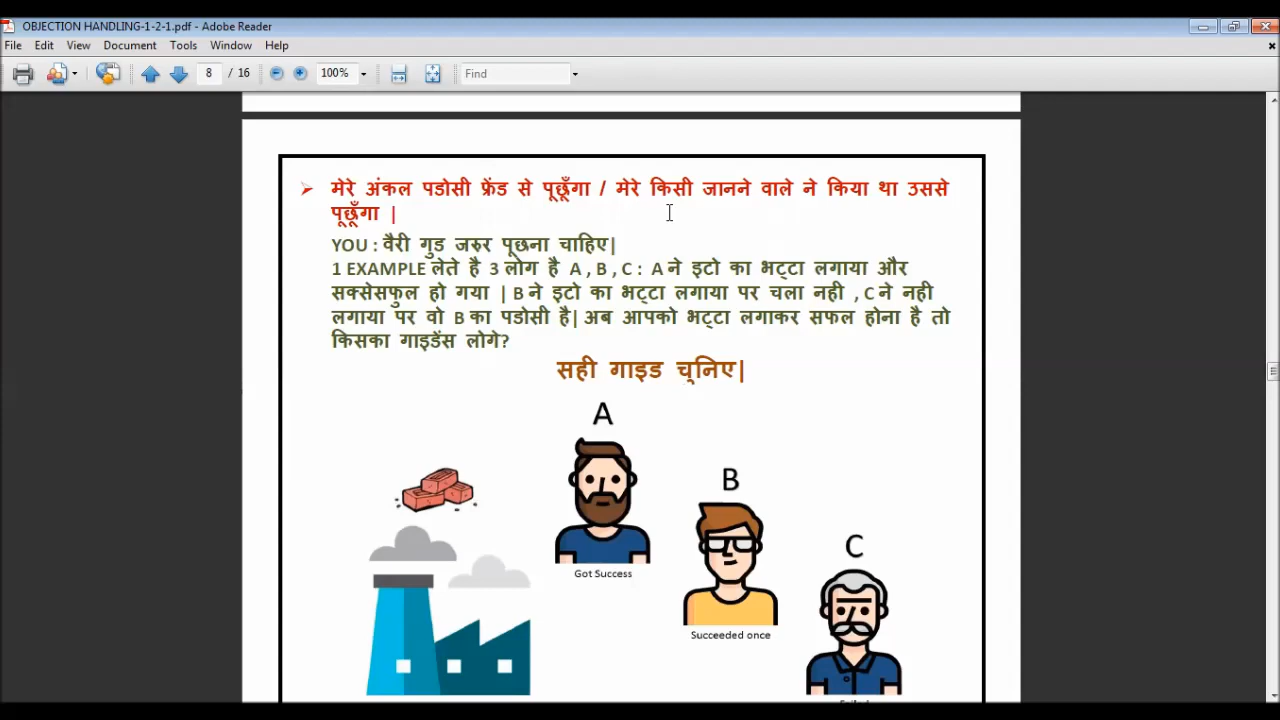 OBJECTION HANDLING-1-2-1.pdf - Adobe Reader
File Edit View Document Tools Window Help
8 / 16 100% Find
मेरे अंकल पडोसी फ्रेंड से पूछूँगा / मेरे किसी जानने वाले ने किया था उससे
पूछूँगा |
YOU : वैरी गुड जरुर पूछना चाहिए|
1 EXAMPLE लेते है 3 लोग है A , B , C : A ने इटो का भट्टा लगाया और
सक्सेसफुल हो गया | B ने इटो का भट्टा लगाया पर चला नही , C ने नही
लगाया पर वो B का पडोसी है| अब आपको भट्टा लगाकर सफल होना है तो
किसका गाइडेंस लोगे?
सही गाइड चुनिए|
A
B
C
Got Success
Succeeded once